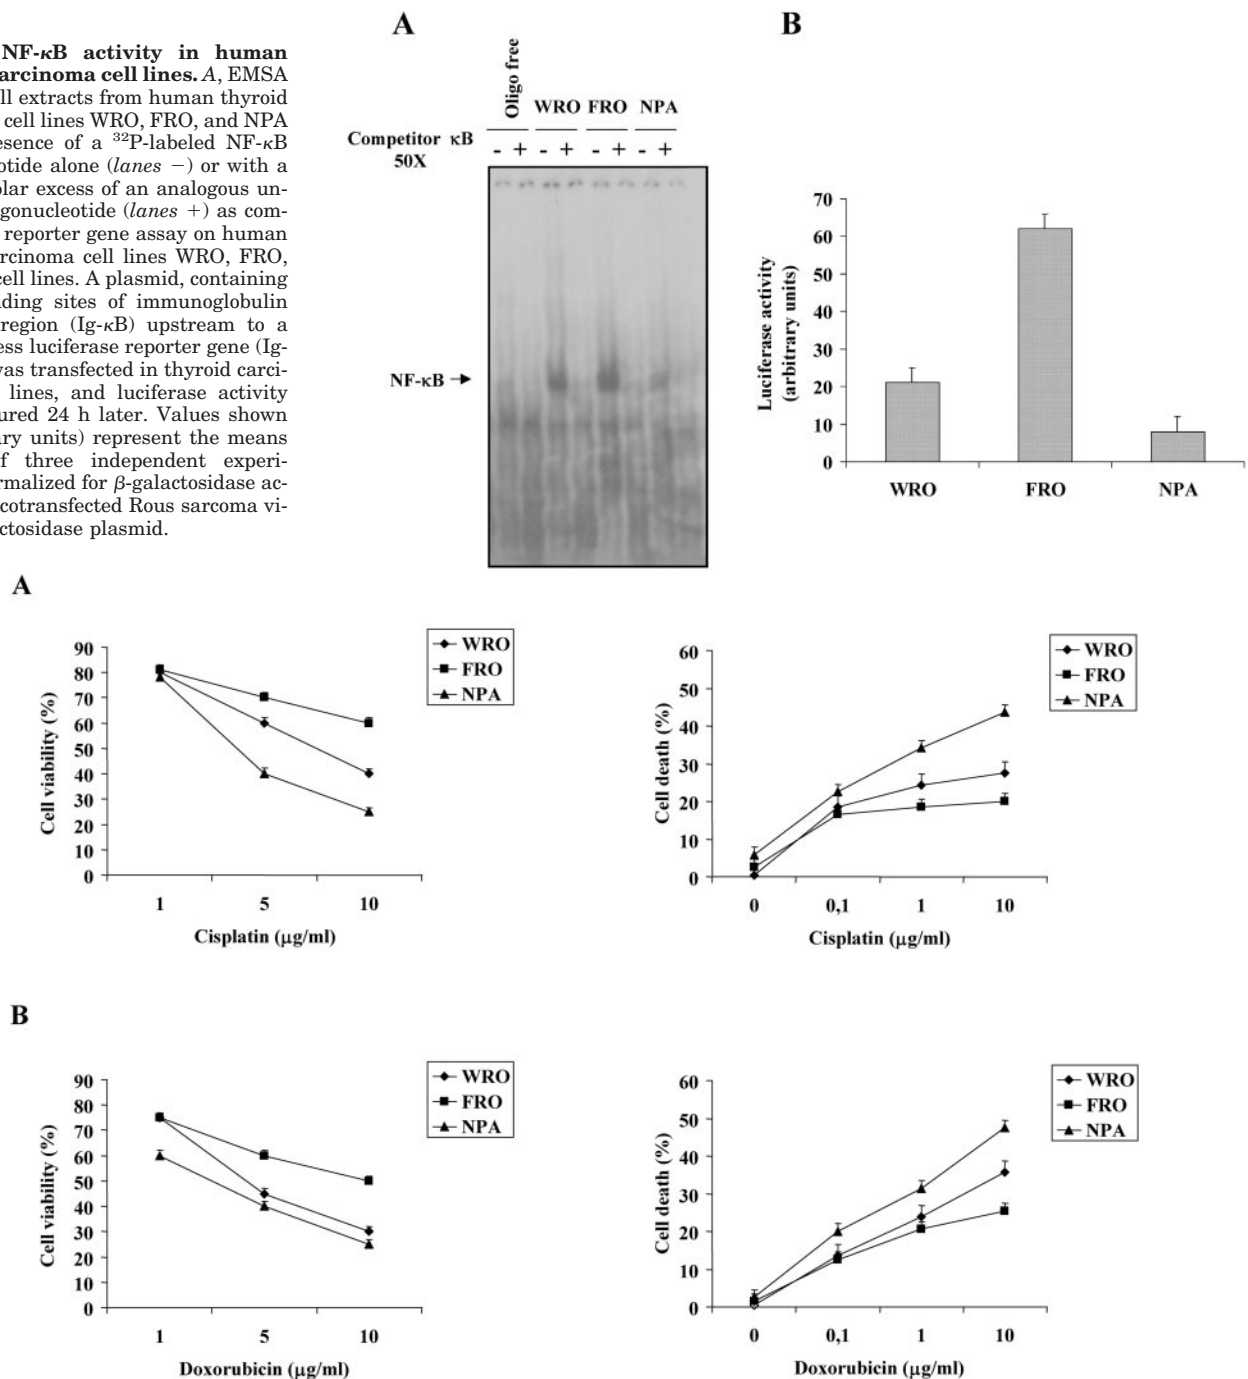 NF-κB activity in human
arcinoma cell lines. A, EMSA
ll extracts from human thyroid
cell lines WRO, FRO, and NPA
esence of a ³²P-labeled NF-κB
otide alone (lanes −) or with a
olar excess of an analogous un-
gonucleotide (lanes +) as com-
reporter gene assay on human
rcinoma cell lines WRO, FRO,
cell lines. A plasmid, containing
ding sites of immunoglobulin
region (Ig-κB) upstream to a
ess luciferase reporter gene (Ig-
was transfected in thyroid carci-
lines, and luciferase activity
ured 24 h later. Values shown
ary units) represent the means
f three independent experi-
rmalized for β-galactosidase ac-
cotransfected Rous sarcoma vi-
ctosidase plasmid.
A
Oligo free
WRO FRO NPA
Competitor κB
50X
- + - + - + - +
NF-κB
B
Luciferase activity
(arbitrary units)
70
60
50
40
30
20
10
0
WRO FRO NPA
A
Cell viability (%)
90
80
70
60
50
40
30
20
10
0
1 5 10
Cisplatin (μg/ml)
WRO
FRO
NPA
Cell death (%)
60
50
40
30
20
10
0
0 0,1 1 10
Cisplatin (μg/ml)
WRO
FRO
NPA
B
Cell viability (%)
90
80
70
60
50
40
30
20
10
0
1 5 10
Doxorubicin (μg/ml)
WRO
FRO
NPA
Cell death (%)
60
50
40
30
20
10
0
0 0,1 1 10
Doxorubicin (μg/ml)
WRO
FRO
NPA